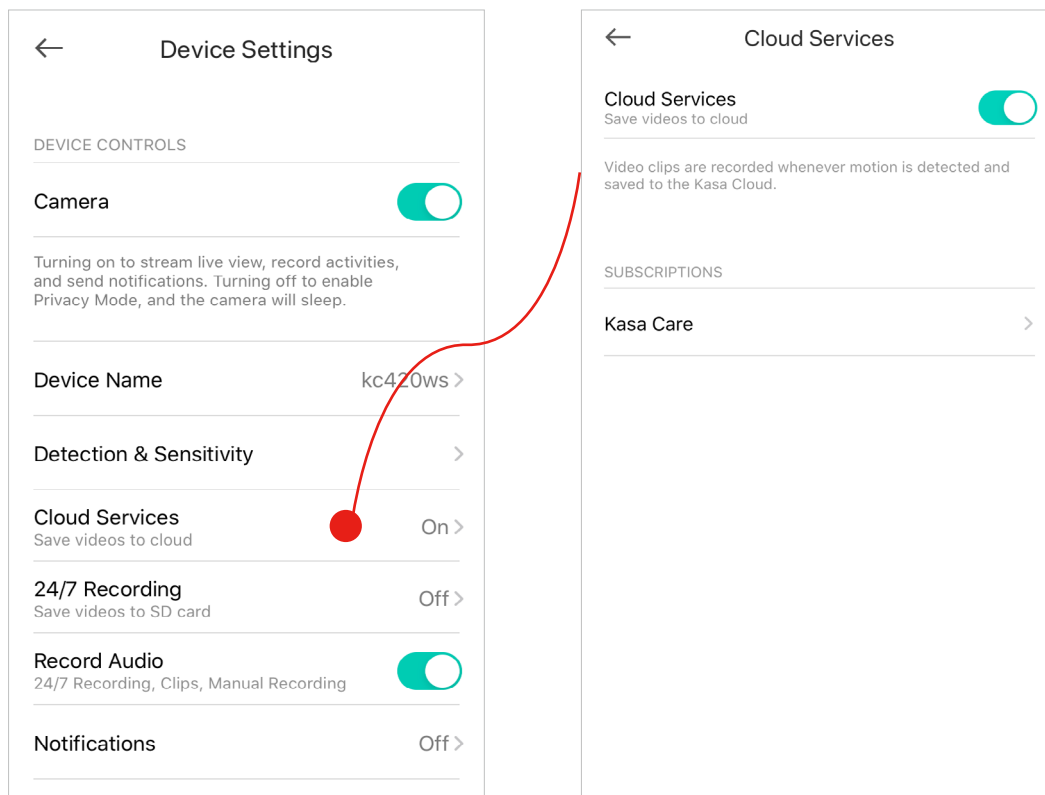 Device Settings
DEVICE CONTROLS
Camera
Turning on to stream live view, record activities,
and send notifications. Turning off to enable
Privacy Mode, and the camera will sleep.
Device Name
kc420ws
Detection & Sensitivity
Cloud Services
Save videos to cloud
On
24/7 Recording
Save videos to SD card
Off
Record Audio
24/7 Recording, Clips, Manual Recording
Notifications
Off
Cloud Services
Cloud Services
Save videos to cloud
Video clips are recorded whenever motion is detected and
saved to the Kasa Cloud.
SUBSCRIPTIONS
Kasa Care